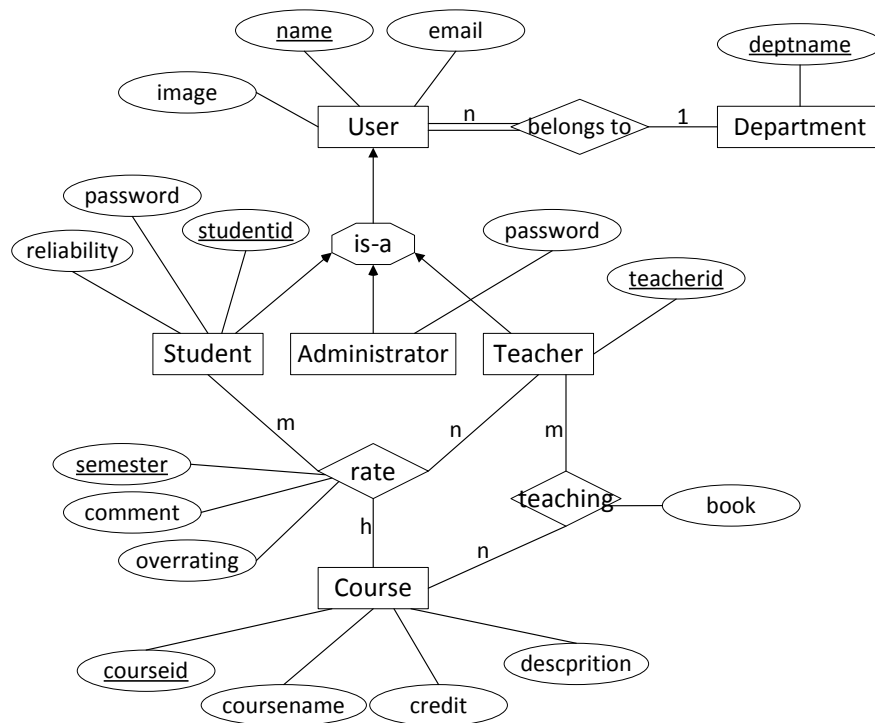 name
email
deptname
image
User
n
belongs to
1
Department
password
studentid
is-a
password
reliability
teacherid
Student
Administrator
Teacher
m
n
m
semester
rate
teaching
book
comment
h
n
overrating
Course
courseid
descprition
coursename
credit